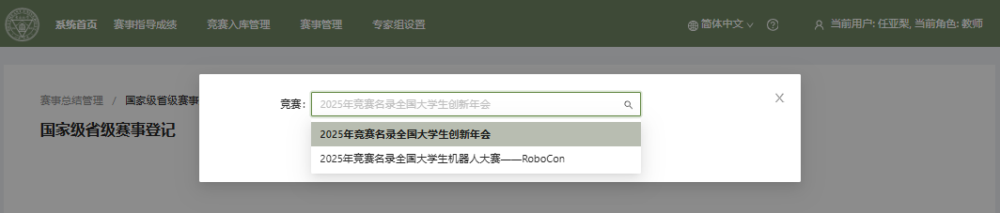 系统首页 赛事指导成绩 竞赛入库管理 赛事管理 专家组设置 简体中文 当前用户: 任亚梨, 当前角色: 教师
赛事总结管理 / 国家级省级赛事
国家级省级赛事登记
竞赛: 2025年竞赛名录全国大学生创新年会
2025年竞赛名录全国大学生创新年会
2025年竞赛名录全国大学生机器人大赛——RoboCon